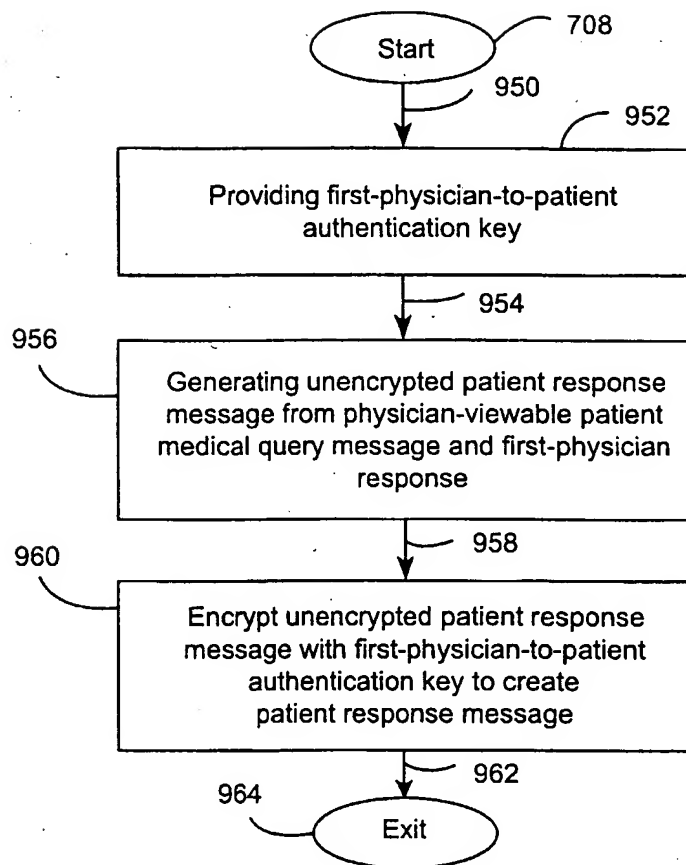 Start
708
950
952
Providing first-physician-to-patient
authentication key
954
956
Generating unencrypted patient response
message from physician-viewable patient
medical query message and first-physician
response
958
960
Encrypt unencrypted patient response
message with first-physician-to-patient
authentication key to create
patient response message
962
964
Exit